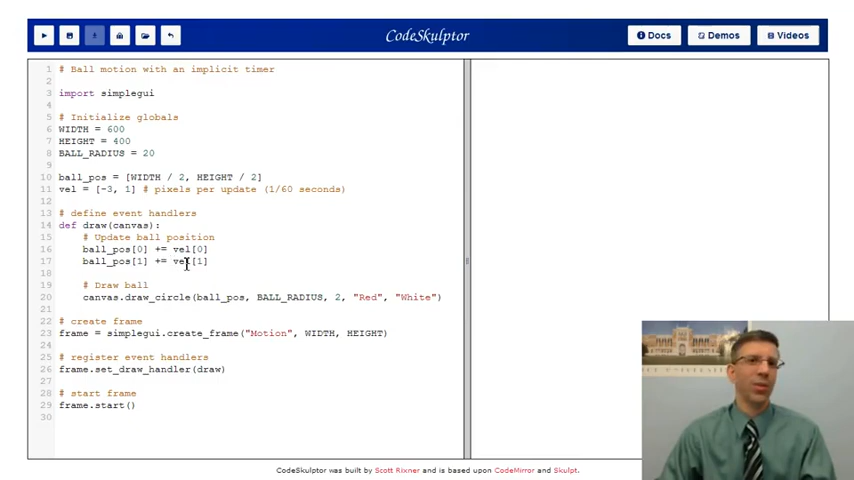 CodeSkulptor
Docs
Demos
Videos
1 # Ball motion with an implicit timer
2
3 import simplegui
4
5 # Initialize globals
6 WIDTH = 600
7 HEIGHT = 400
8 BALL_RADIUS = 20
9
10 ball_pos = [WIDTH / 2, HEIGHT / 2]
11 vel = [-3, 1] # pixels per update (1/60 seconds)
12
13 # define event handlers
14 def draw(canvas):
15 # Update ball position
16 ball_pos[0] += vel[0]
17 ball_pos[1] += vel[1]
18
19 # Draw ball
20 canvas.draw_circle(ball_pos, BALL_RADIUS, 2, "Red", "White")
21
22 # create frame
23 frame = simplegui.create_frame("Motion", WIDTH, HEIGHT)
24
25 # register event handlers
26 frame.set_draw_handler(draw)
27
28 # start frame
29 frame.start()
30
CodeSkulptor was built by Scott Rixner and is based upon CodeMirror and Skulpt.